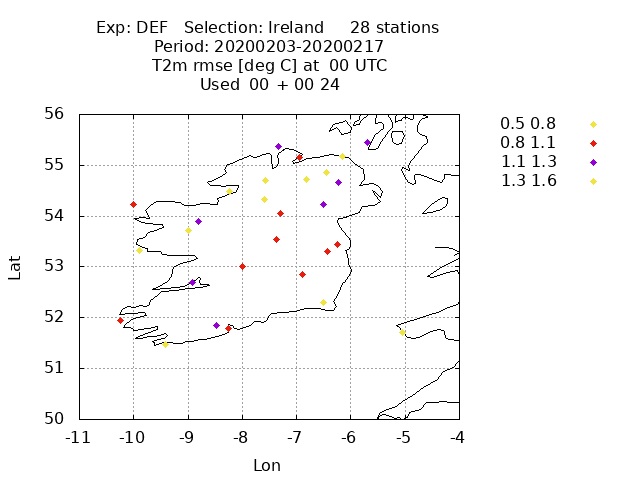 Exp: DEF Selection: Ireland 28 stations
Period: 20200203-20200217
T2m rmse [deg C] at 00 UTC
Used 00 + 00 24
0.5 0.8
0.8 1.1
1.1 1.3
1.3 1.6
56
55
54
53
52
51
50
Lat
-11 -10 -9 -8 -7 -6 -5 -4
Lon